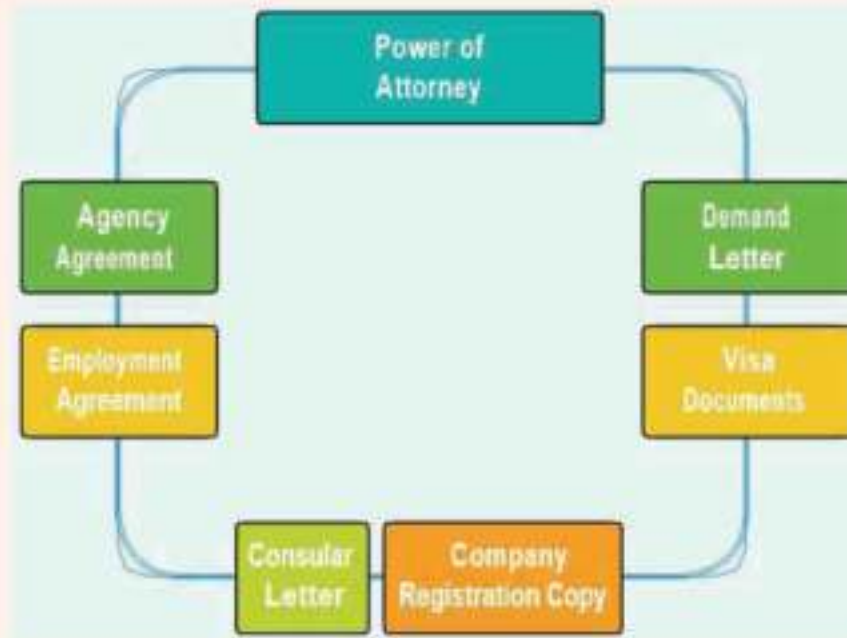 Power of
Attorney
Agency
Agreement
Demand
Letter
Employment
Agreement
Visa
Documents
Consular
Letter
Company
Registration Copy